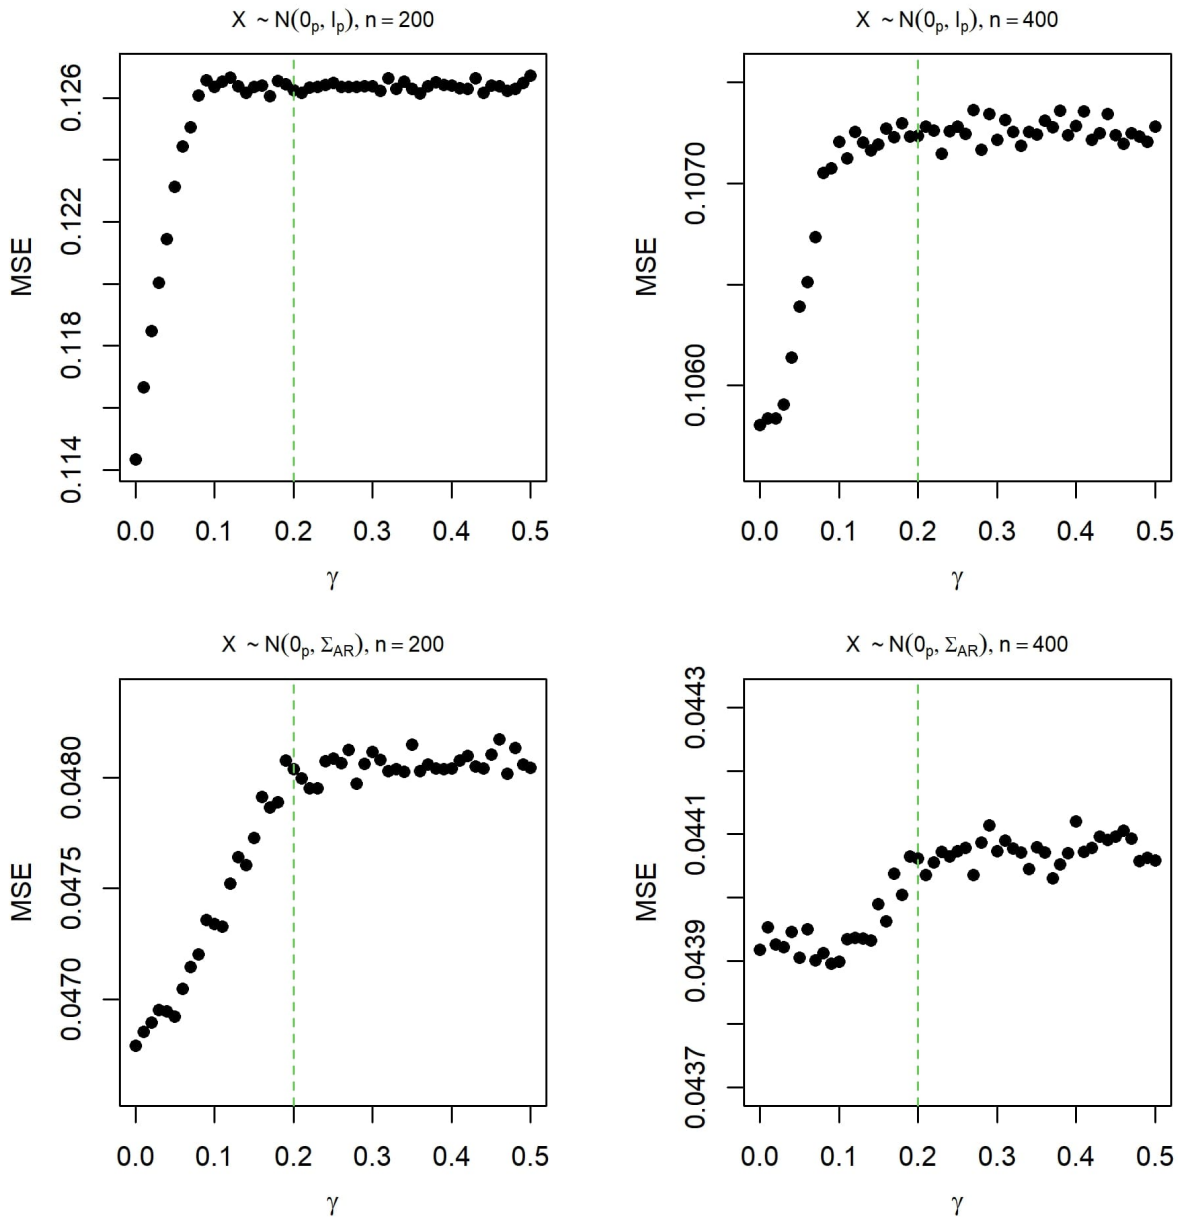 X ~ N(0p, Ip), n = 200
MSE
0.126
0.122
0.118
0.114
0.0 0.1 0.2 0.3 0.4 0.5
γ
X ~ N(0p, Ip), n = 400
MSE
0.1070
0.1060
0.0 0.1 0.2 0.3 0.4 0.5
γ
X ~ N(0p, ΣAR), n = 200
MSE
0.0480
0.0475
0.0470
0.0 0.1 0.2 0.3 0.4 0.5
γ
X ~ N(0p, ΣAR), n = 400
MSE
0.0443
0.0441
0.0439
0.0437
0.0 0.1 0.2 0.3 0.4 0.5
γ